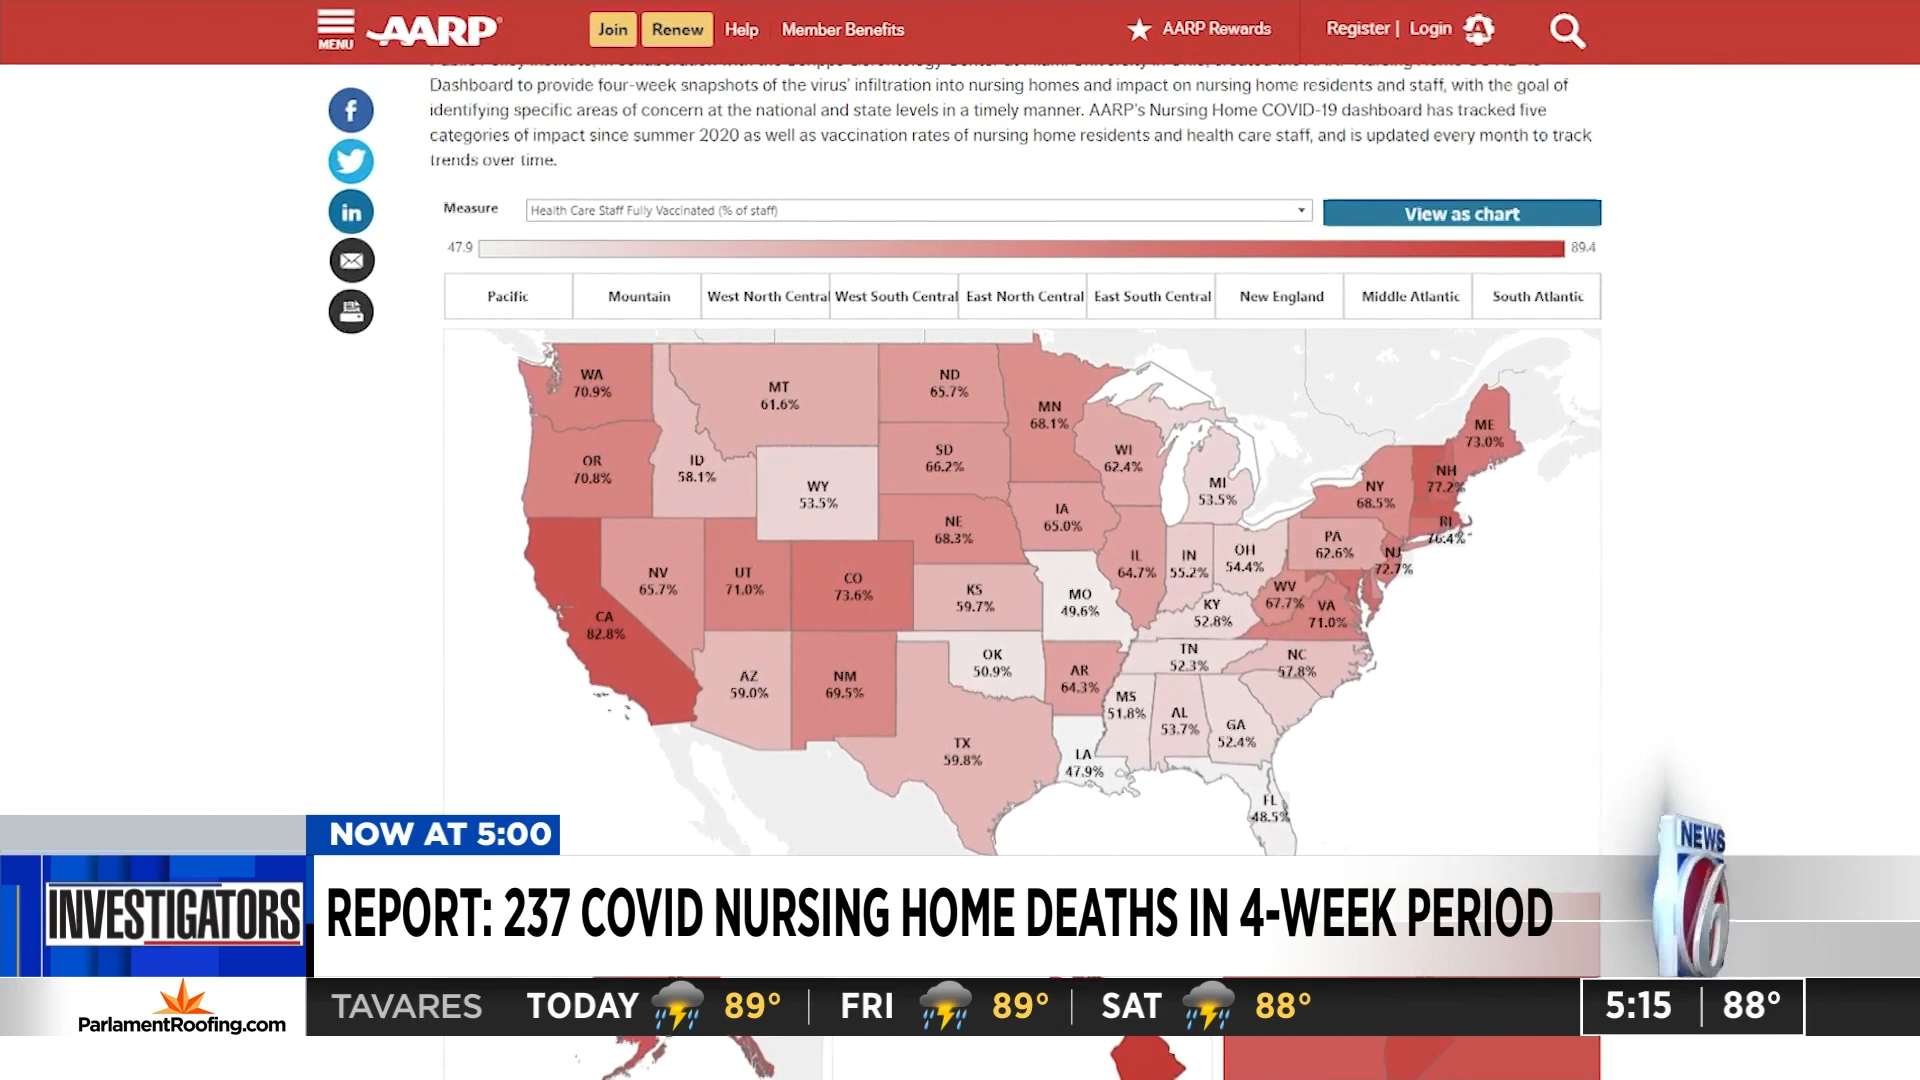 MENU
AARP
Join
Renew
Help
Member Benefits
AARP Rewards
Register | Login
Dashboard to provide four-week snapshots of the virus' infiltration into nursing homes and impact on nursing home residents and staff, with the goal of
identifying specific areas of concern at the national and state levels in a timely manner. AARP's Nursing Home COVID-19 dashboard has tracked five
categories of impact since summer 2020 as well as vaccination rates of nursing home residents and health care staff, and is updated every month to track
trends over time.
Measure
Health Care Staff Fully Vaccinated (% of staff)
View as chart
47.9
89.4
Pacific
Mountain
West North Central
West South Central
East North Central
East South Central
New England
Middle Atlantic
South Atlantic
WA
70.9%
MT
61.6%
ND
65.7%
MN
68.1%
ME
73.0%
OR
70.8%
ID
58.1%
WY
53.5%
SD
66.2%
WI
62.4%
MI
53.5%
NY
68.5%
NH
77.2%
RI
76.4%
NE
68.3%
IA
65.0%
PA
62.6%
NJ
72.7%
NV
65.7%
UT
71.0%
CO
73.6%
KS
59.7%
MO
49.6%
IL
64.7%
IN
55.2%
OH
54.4%
WV
67.7%
VA
71.0%
KY
52.8%
CA
82.8%
AZ
59.0%
NM
69.5%
OK
50.9%
AR
64.3%
TN
52.3%
NC
57.8%
MS
51.8%
AL
53.7%
GA
52.4%
TX
59.8%
LA
47.9%
FL
48.5%
NOW AT 5:00
INVESTIGATORS
REPORT: 237 COVID NURSING HOME DEATHS IN 4-WEEK PERIOD
NEWS
6
ParlamentRoofing.com
TAVARES TODAY 89° FRI 89° SAT 88°
5:15 88°